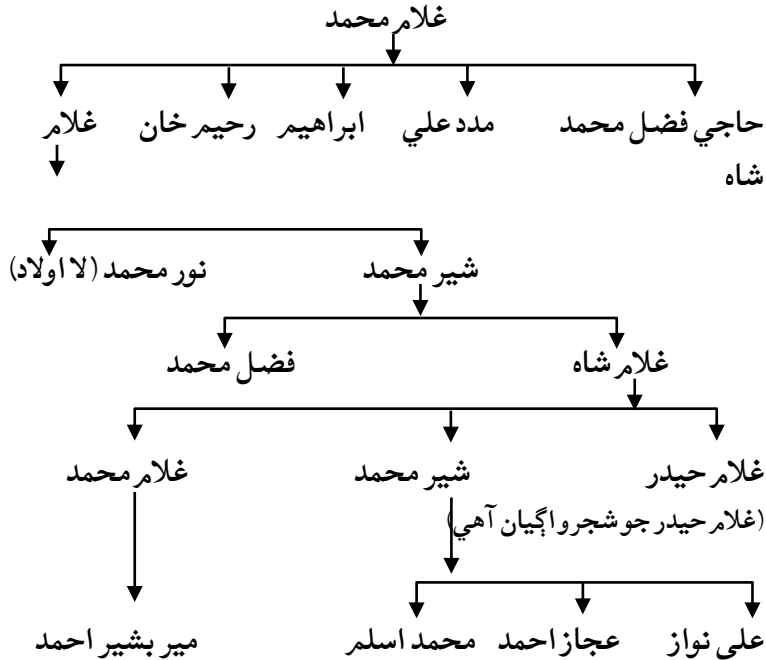 غلام محمد
حاجي فضل محمد مدد علي ابراهيم رحيم خان غلام
شاه
شير محمد نور محمد (لا اولاد)
غلام شاه فضل محمد
غلام حيدر شير محمد غلام محمد
(غلام حيدر جو شجرو اڳيان آهي)
علي نواز عجاز احمد محمد اسلم مير بشير احمد